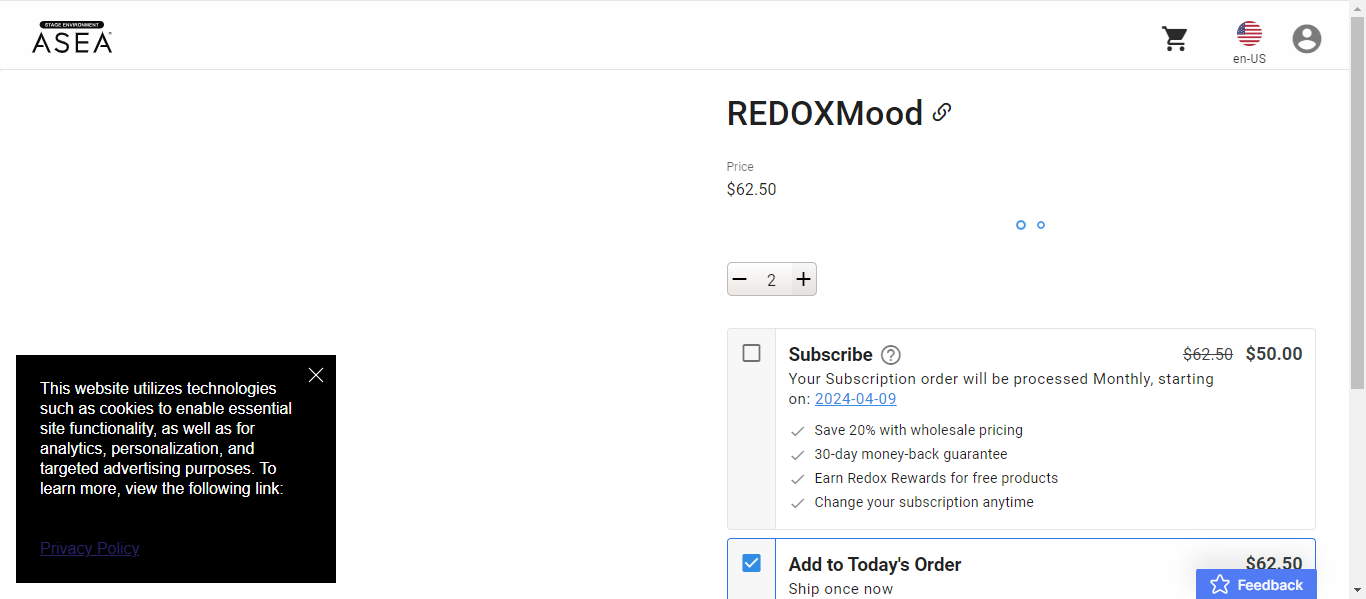 STAGE ENVIRONMENT
ASEA
en-US
REDOXMood
Price
$62.50
2
Subscribe
$62.50 $50.00
Your Subscription order will be processed Monthly, starting
on: 2024-04-09
Save 20% with wholesale pricing
30-day money-back guarantee
Earn Redox Rewards for free products
Change your subscription anytime
Add to Today's Order
$62.50
Ship once now
Feedback
This website utilizes technologies
such as cookies to enable essential
site functionality, as well as for
analytics, personalization, and
targeted advertising purposes. To
learn more, view the following link:
Privacy Policy